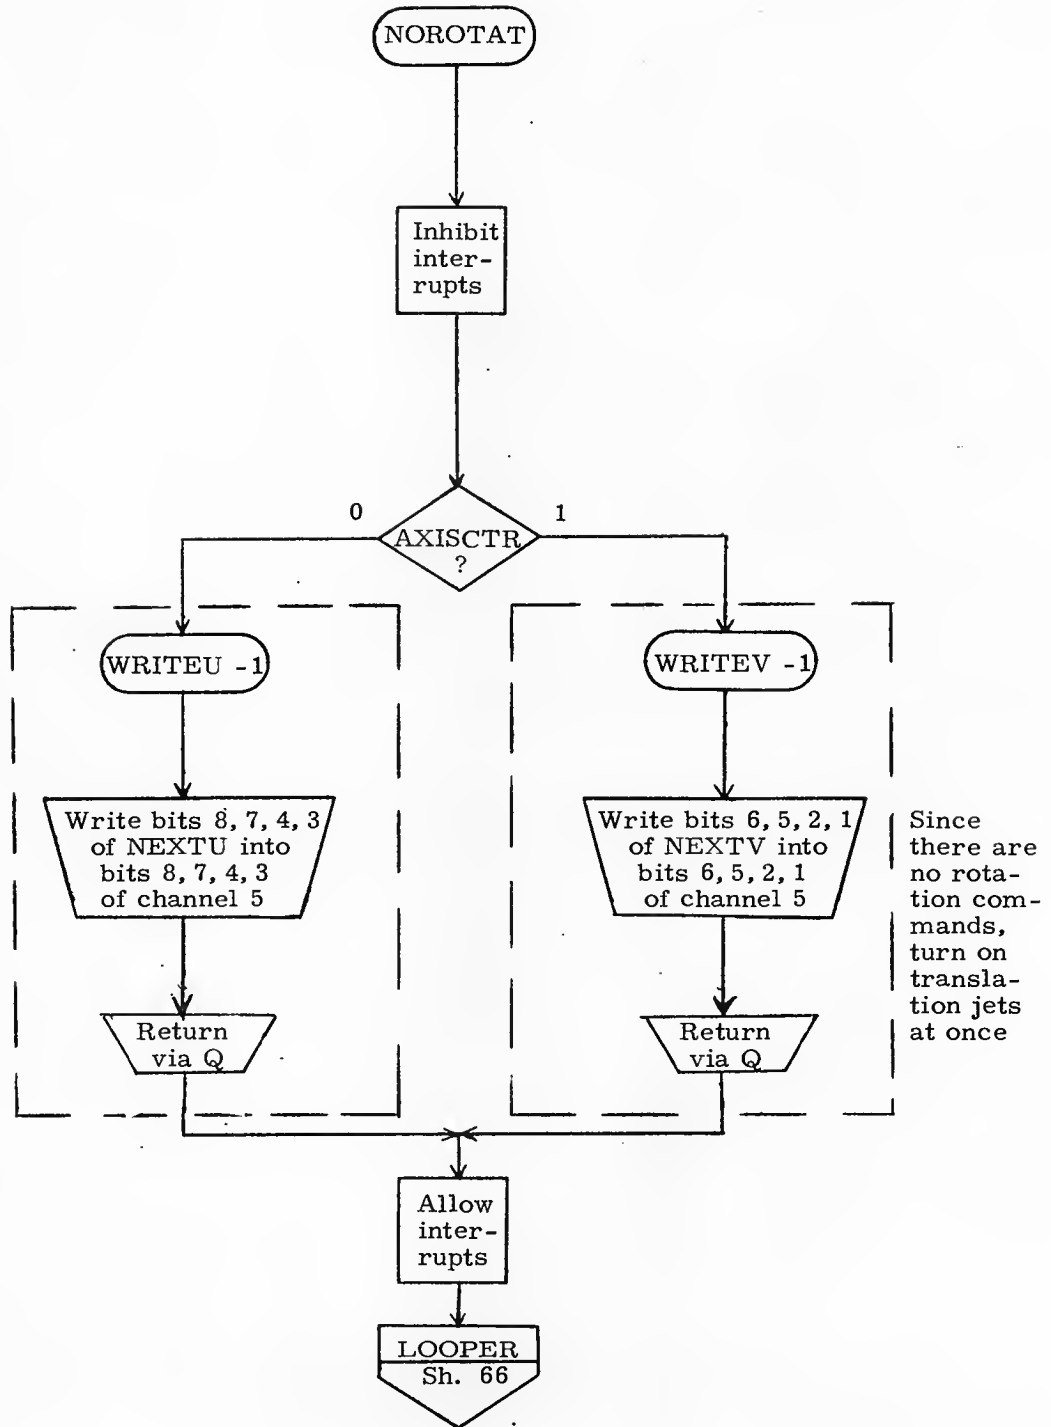 NOROTAT
Inhibit
inter-
rupts
0
1
AXISCTR
?
WRITEU -1
Write bits 8, 7, 4, 3
of NEXTU into
bits 8, 7, 4, 3
of channel 5
Return
via Q
WRITEV -1
Write bits 6, 5, 2, 1
of NEXTV into
bits 6, 5, 2, 1
of channel 5
Return
via Q
Since
there are
no rota-
tion com-
mands,
turn on
transla-
tion jets
at once
Allow
inter-
rupts
LOOPER
Sh. 66